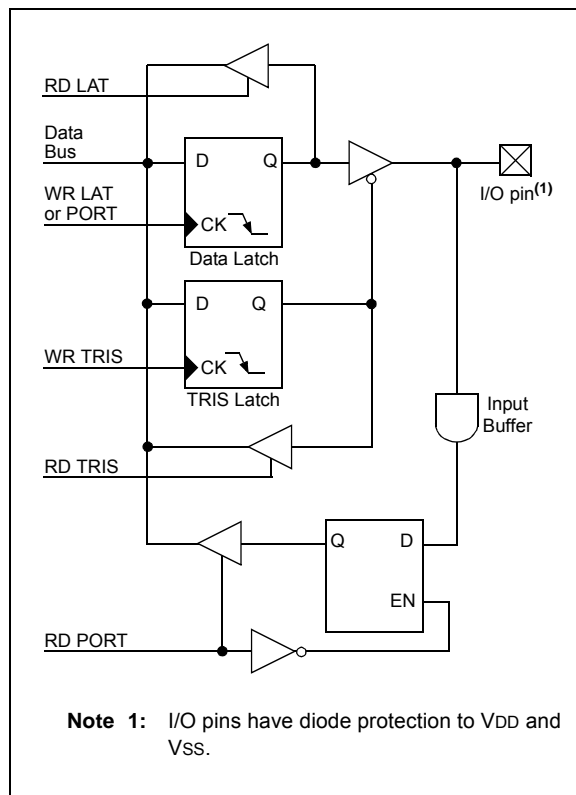 RD LAT
Data
Bus
D Q
WR LAT
or PORT
I/O pin(1)
CK
Data Latch
D Q
WR TRIS
CK
TRIS Latch
Input
Buffer
RD TRIS
Q D
EN
RD PORT
Note 1: I/O pins have diode protection to VDD and
VSS.